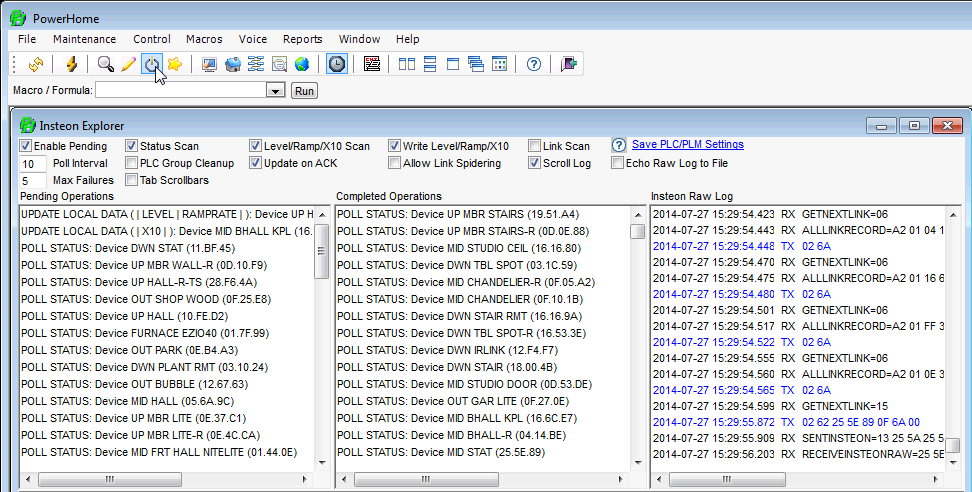 PowerHome
File Maintenance Control Macros Voice Reports Window Help
Macro / Formula: Run
Insteon Explorer
Enable Pending Status Scan Level/Ramp/X10 Scan Write Level/Ramp/X10 Link Scan ? Save PLC/PLM Settings
10 Poll Interval PLC Group Cleanup Update on ACK Allow Link Spidering Scroll Log Echo Raw Log to File
5 Max Failures Tab Scrollbars
Pending Operations
UPDATE LOCAL DATA ( | LEVEL | RAMPRATE | ): Device UP H
UPDATE LOCAL DATA ( | X10 | ): Device MID BHALL KPL (16.
POLL STATUS: Device DWN STAT (11.BF.45)
POLL STATUS: Device UP MBR WALL-R (0D.10.F9)
POLL STATUS: Device UP HALL-R-TS (28.F6.4A)
POLL STATUS: Device OUT SHOP WOOD (0F.25.E8)
POLL STATUS: Device UP HALL (10.FE.D2)
POLL STATUS: Device FURNACE EZIO40 (01.7F.99)
POLL STATUS: Device OUT PARK (0E.B4.A3)
POLL STATUS: Device DWN PLANT RMT (03.10.24)
POLL STATUS: Device OUT BUBBLE (12.67.63)
POLL STATUS: Device MID HALL (05.6A.9C)
POLL STATUS: Device UP MBR LITE (0E.37.C1)
POLL STATUS: Device UP MBR LITE-R (0E.4C.CA)
POLL STATUS: Device MID FRT HALL NITELITE (01.44.0E)
Completed Operations
POLL STATUS: Device UP MBR STAIRS (19.51.A4)
POLL STATUS: Device UP MBR STAIRS-R (0D.0E.88)
POLL STATUS: Device MID STUDIO CEIL (16.16.80)
POLL STATUS: Device DWN TBL SPOT (03.1C.59)
POLL STATUS: Device MID CHANDELIER-R (0F.05.A2)
POLL STATUS: Device MID CHANDELIER (0F.10.1B)
POLL STATUS: Device DWN STAIR RMT (16.16.9A)
POLL STATUS: Device DWN TBL SPOT-R (16.53.3E)
POLL STATUS: Device DWN IRLINK (12.F4.F7)
POLL STATUS: Device DWN STAIR (18.00.4B)
POLL STATUS: Device MID STUDIO DOOR (0D.53.DE)
POLL STATUS: Device OUT GAR LITE (0F.27.0E)
POLL STATUS: Device MID BHALL KPL (16.6C.E7)
POLL STATUS: Device MID BHALL-R (04.14.BE)
POLL STATUS: Device MID STAT (25.5E.89)
Insteon Raw Log
2014-07-27 15:29:54.423 RX GETNEXTLINK=06
2014-07-27 15:29:54.443 RX ALLLINKRECORD=A2 01 04 1
2014-07-27 15:29:54.448 TX 02 6A
2014-07-27 15:29:54.470 RX GETNEXTLINK=06
2014-07-27 15:29:54.475 RX ALLLINKRECORD=A2 01 16 6
2014-07-27 15:29:54.480 TX 02 6A
2014-07-27 15:29:54.501 RX GETNEXTLINK=06
2014-07-27 15:29:54.517 RX ALLLINKRECORD=A2 01 FF 3
2014-07-27 15:29:54.522 TX 02 6A
2014-07-27 15:29:54.555 RX GETNEXTLINK=06
2014-07-27 15:29:54.560 RX ALLLINKRECORD=A2 01 0E 3
2014-07-27 15:29:54.565 TX 02 6A
2014-07-27 15:29:54.599 RX GETNEXTLINK=15
2014-07-27 15:29:55.872 TX 02 62 25 5E 89 0F 6A 00
2014-07-27 15:29:55.909 RX SENTINSTEON=13 25 5A 25 5
2014-07-27 15:29:56.203 RX RECEIVEINSTEONRAW=25 5E